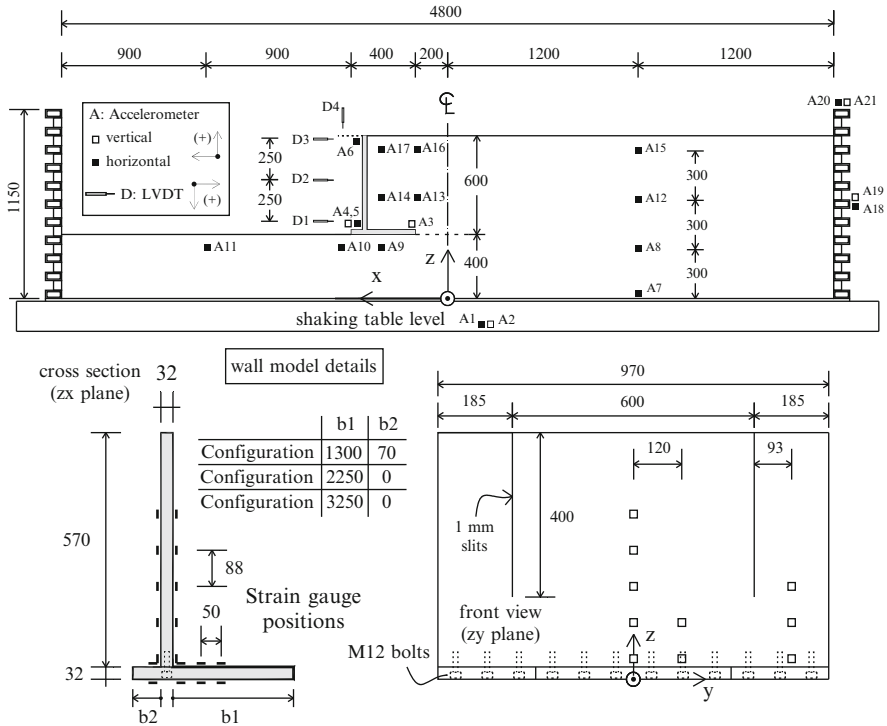 4800
900 900 400 200 1200 1200
C L
A: Accelerometer
vertical
horizontal
(+)
D: LVDT
(+)
1150
D4
D3
D2
D1
250
250
A6
A17
A16
A14
A13
A4,5
A3
A11
A10
A9
600
400
z
x
A15
A12
A8
A7
300
300
300
A20
A21
A19
A18
shaking table level
A1
A2
cross section
(zx plane)
32
wall model details
b1 b2
Configuration 1300 70
Configuration 2250 0
Configuration 3250 0
570
88
50
Strain gauge
positions
32
b2
b1
970
185 600 185
120
93
400
1 mm
slits
front view
(zy plane)
M12 bolts
z
y